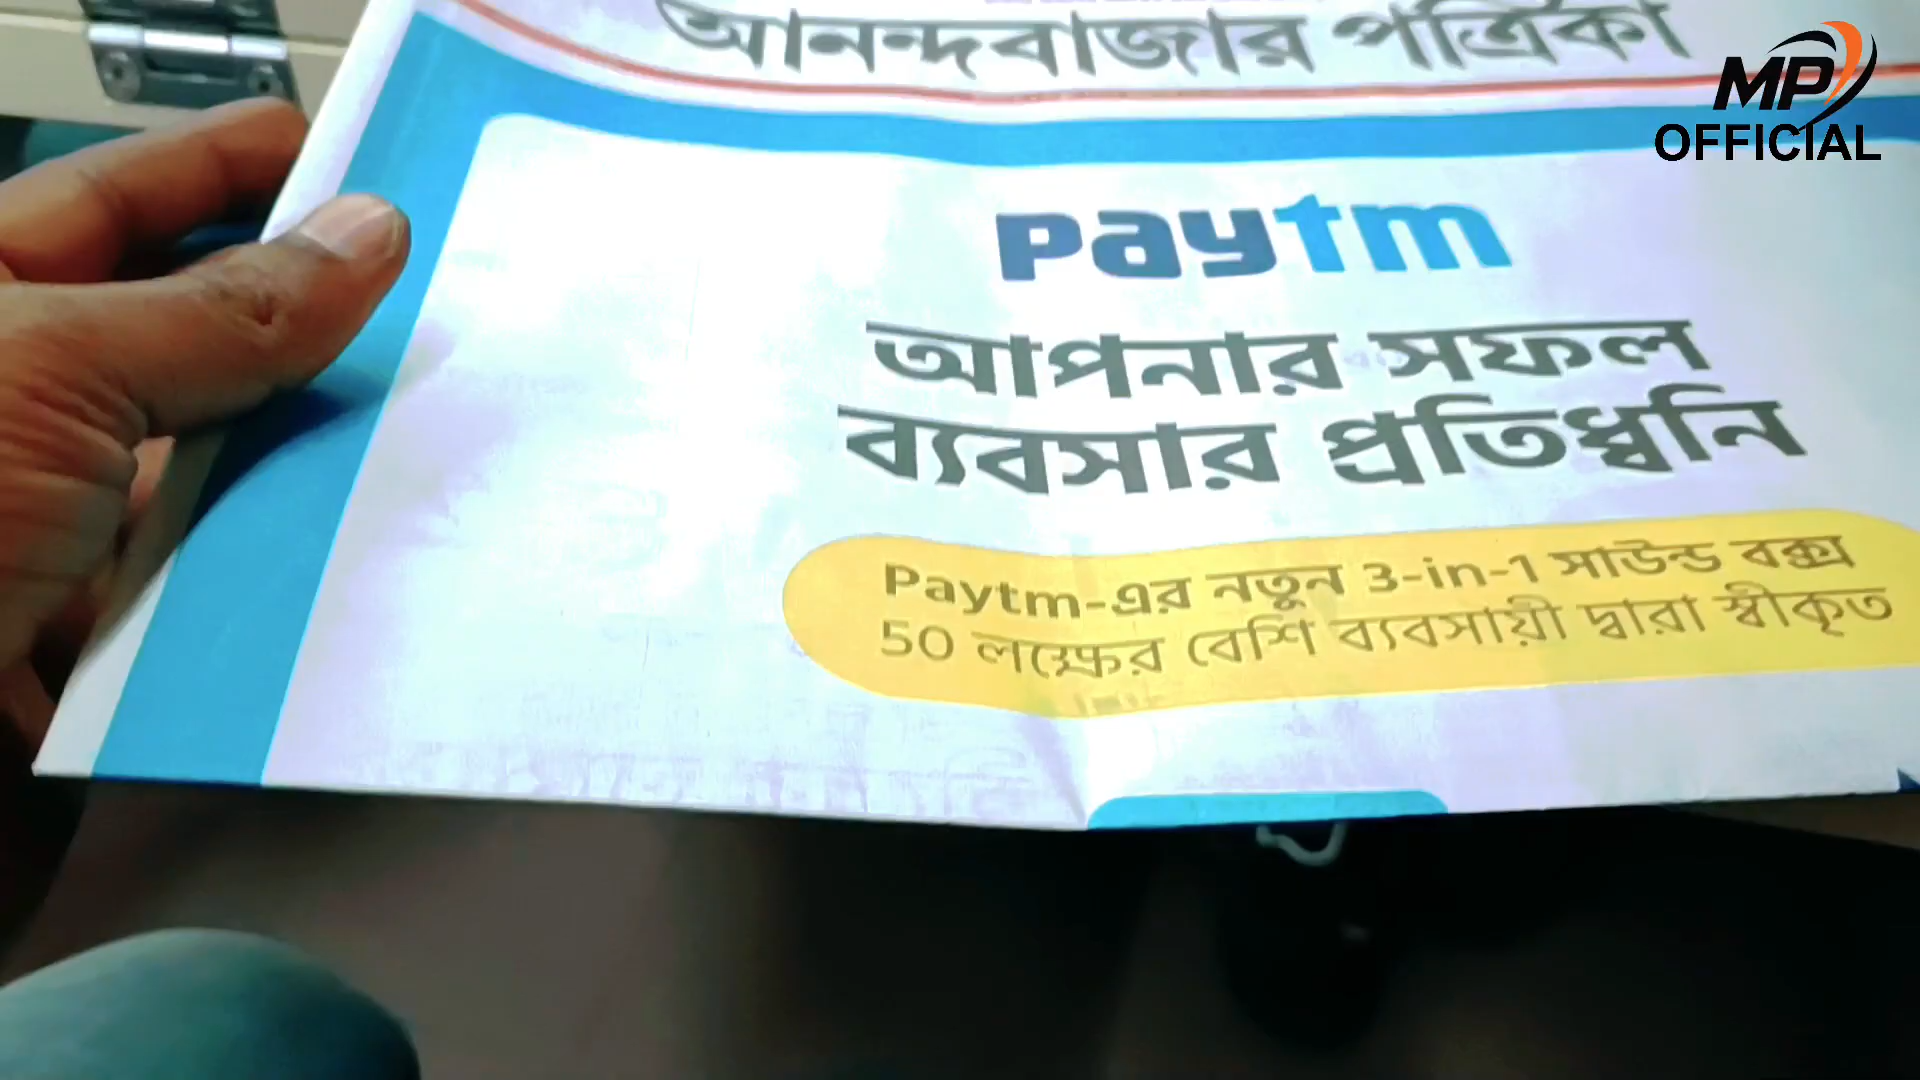 আনন্দবাজার পত্রিকা
MP
OFFICIAL
paytm
আপনার সফল
ব্যবসার প্রতিধ্বনি
Paytm-এর নতুন 3-in-1 সাউন্ড বক্স
50 লক্ষের বেশি ব্যবসায়ী দ্বারা স্বীকৃত